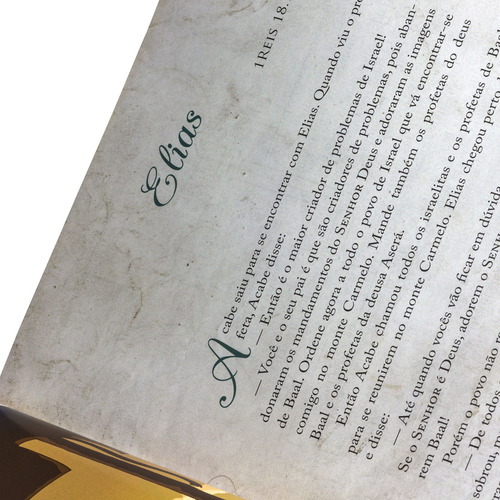 Elias
1REIS 18.
Acabe saiu para se encontrar com Elias. Quando viu o pro
feta, Acabe disse:
— Então é o maior criador de problemas de Israel!
— Você e o seu pai é que são criadores de problemas, pois aban-
donaram os mandamentos do SENHOR Deus e adoraram as imagens
de Baal. Ordene agora a todo o povo de Israel que vá encontrar-se
comigo no monte Carmelo. Mande também os profetas do deus
Baal e os profetas da deusa Aserá.
Então Acabe chamou todos os israelitas e os profetas de Baal
para se reunirem no monte Carmelo. Elias chegou perto
e disse:
— Até quando vocês vão ficar em dúvida
Se o SENHOR é Deus, adorem o SENH
rem Baal!
Porém o povo não re
— De todos
sobrou,